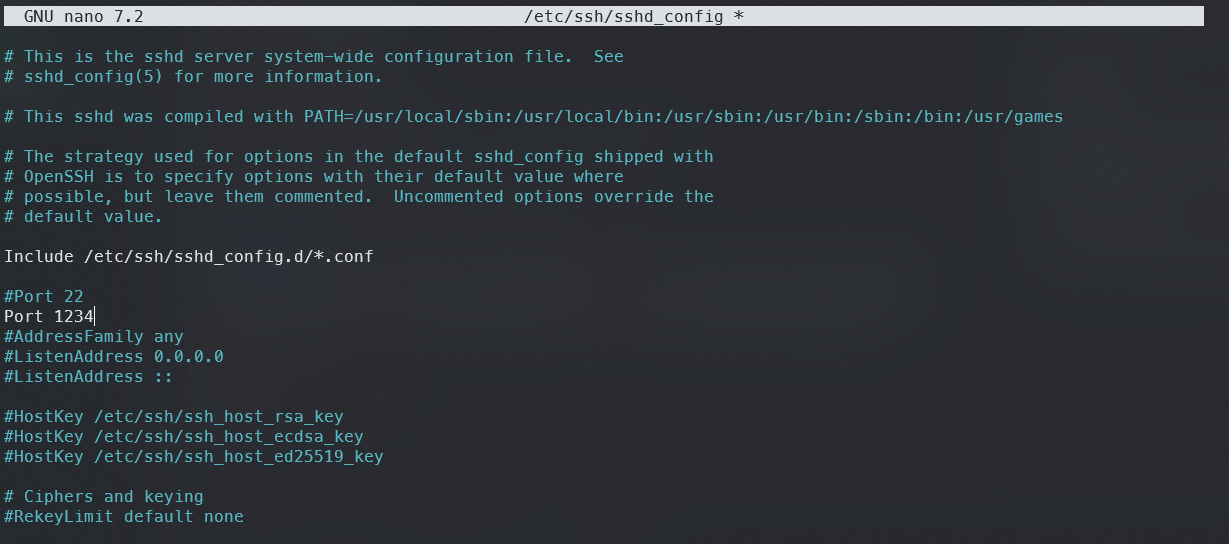 GNU nano 7.2 /etc/ssh/sshd_config *
# This is the sshd server system-wide configuration file.  See
# sshd_config(5) for more information.
# This sshd was compiled with PATH=/usr/local/sbin:/usr/local/bin:/usr/sbin:/usr/bin:/sbin:/bin:/usr/games
# The strategy used for options in the default sshd_config shipped with
# OpenSSH is to specify options with their default value where
# possible, but leave them commented.  Uncommented options override the
# default value.
Include /etc/ssh/sshd_config.d/*.conf
#Port 22
Port 1234
#AddressFamily any
#ListenAddress 0.0.0.0
#ListenAddress ::
#HostKey /etc/ssh/ssh_host_rsa_key
#HostKey /etc/ssh/ssh_host_ecdsa_key
#HostKey /etc/ssh/ssh_host_ed25519_key
# Ciphers and keying
#RekeyLimit default none